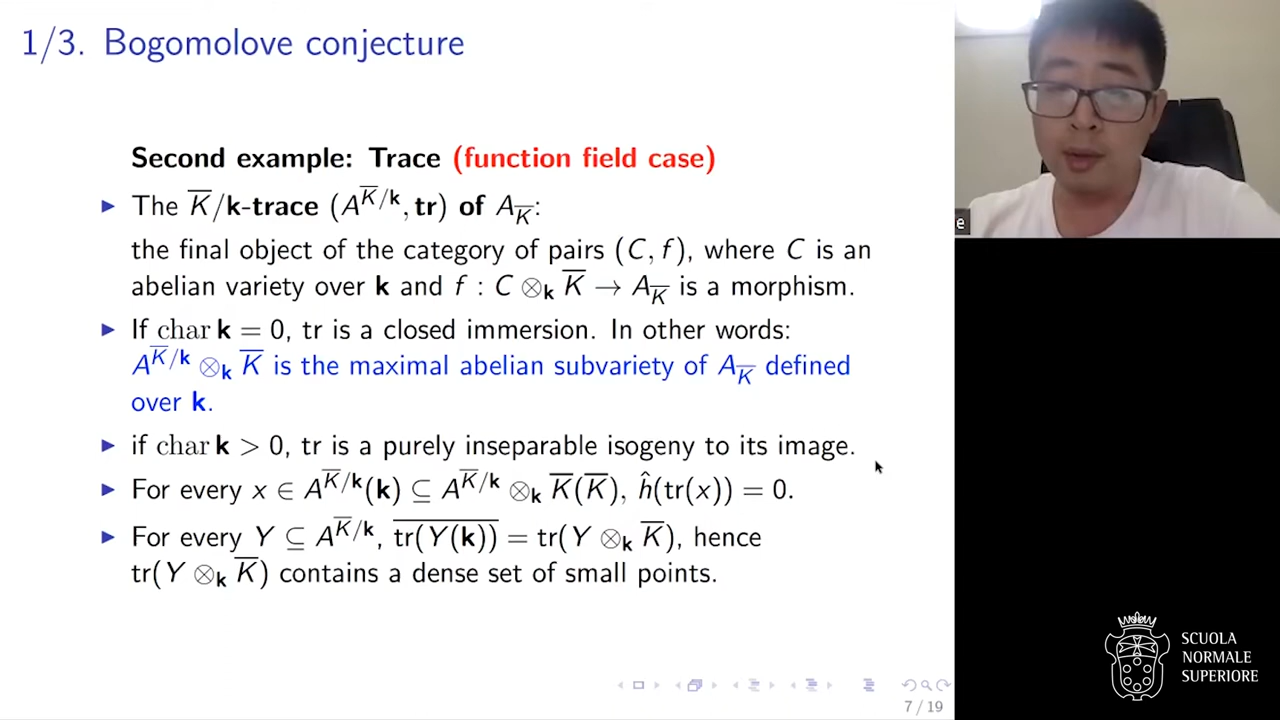 1/3. Bogomolove conjecture
Second example: Trace (function field case)
▶ The K̅/k-trace (A^{K̅/k}, tr) of A_{K̅}:
the final object of the category of pairs (C, f), where C is an
abelian variety over k and f : C ⊗_k K̅ → A_{K̅} is a morphism.
▶ If char k = 0, tr is a closed immersion. In other words:
A^{K̅/k} ⊗_k K̅ is the maximal abelian subvariety of A_{K̅} defined
over k.
▶ if char k > 0, tr is a purely inseparable isogeny to its image.
▶ For every x ∈ A^{K̅/k}(k) ⊆ A^{K̅/k} ⊗_k K̅(K̅), ĥ(tr(x)) = 0.
▶ For every Y ⊆ A^{K̅/k}, \overline{tr(Y(k))} = tr(Y ⊗_k K̅), hence
tr(Y ⊗_k K̅) contains a dense set of small points.
7 / 19
e
SCUOLA
NORMALE
SUPERIORE